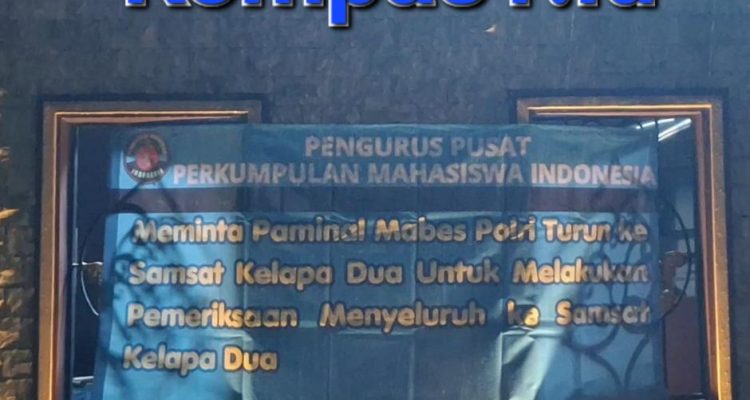 PENGURUS PUSAT
PERKUMPULAN MAHASISWA INDONESIA
Meminta Paminal Mabes Polri Turun ke
Samsat Kelapa Dua Untuk Melakukan
Pemeriksaan Menyeluruh ke Samsat
Kelapa Dua